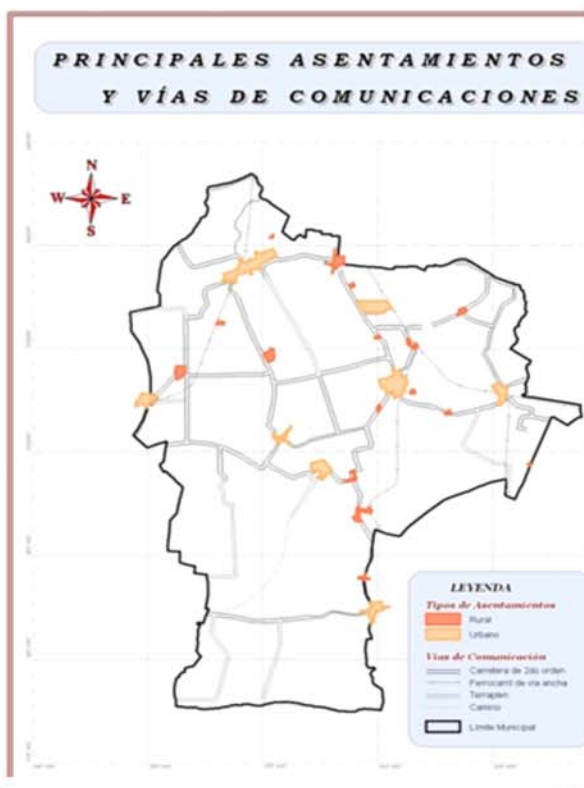 PRINCIPALES ASENTAMIENTOS
Y VÍAS DE COMUNICACIONES
N
W E
S
LEYENDA
Tipos de Asentamientos
Rural
Urbano
Vías de Comunicación
Carretera de 2do orden
Ferrocarril de vía ancha
Terraplen
Camino
Límite Municipal